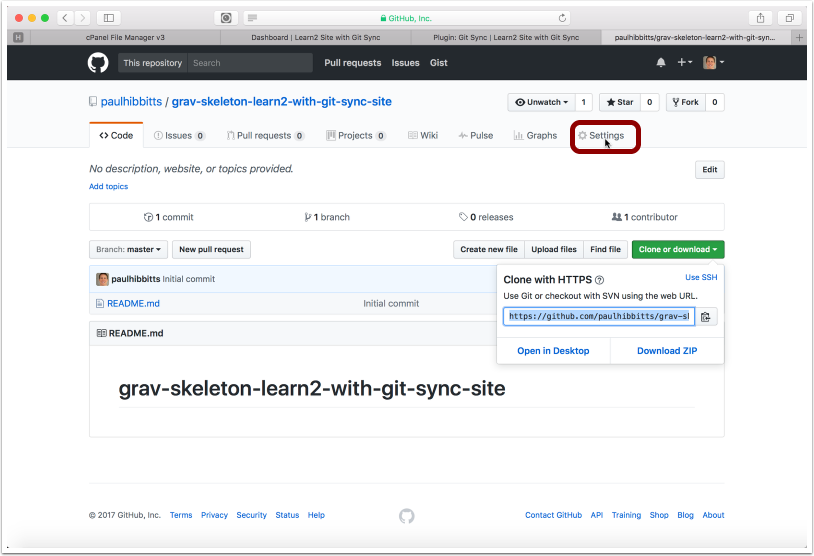 GitHub, Inc.
H cPanel File Manager v3 Dashboard | Learn2 Site with Git Sync Plugin: Git Sync | Learn2 Site with Git Sync paulhibbitts/grav-skeleton-learn2-with-git-syn... +
This repository Search Pull requests Issues Gist
paulhibbitts / grav-skeleton-learn2-with-git-sync-site Unwatch 1 Star 0 Fork 0
Code Issues 0 Pull requests 0 Projects 0 Wiki Pulse Graphs Settings
No description, website, or topics provided. Edit
Add topics
1 commit 1 branch 0 releases 1 contributor
Branch: master New pull request Create new file Upload files Find file Clone or download
paulhibbitts Initial commit
README.md Initial commit
README.md
Clone with HTTPS ? Use SSH
Use Git or checkout with SVN using the web URL.
https://github.com/paulhibbitts/grav-s
Open in Desktop Download ZIP
grav-skeleton-learn2-with-git-sync-site
© 2017 GitHub, Inc. Terms Privacy Security Status Help Contact GitHub API Training Shop Blog About